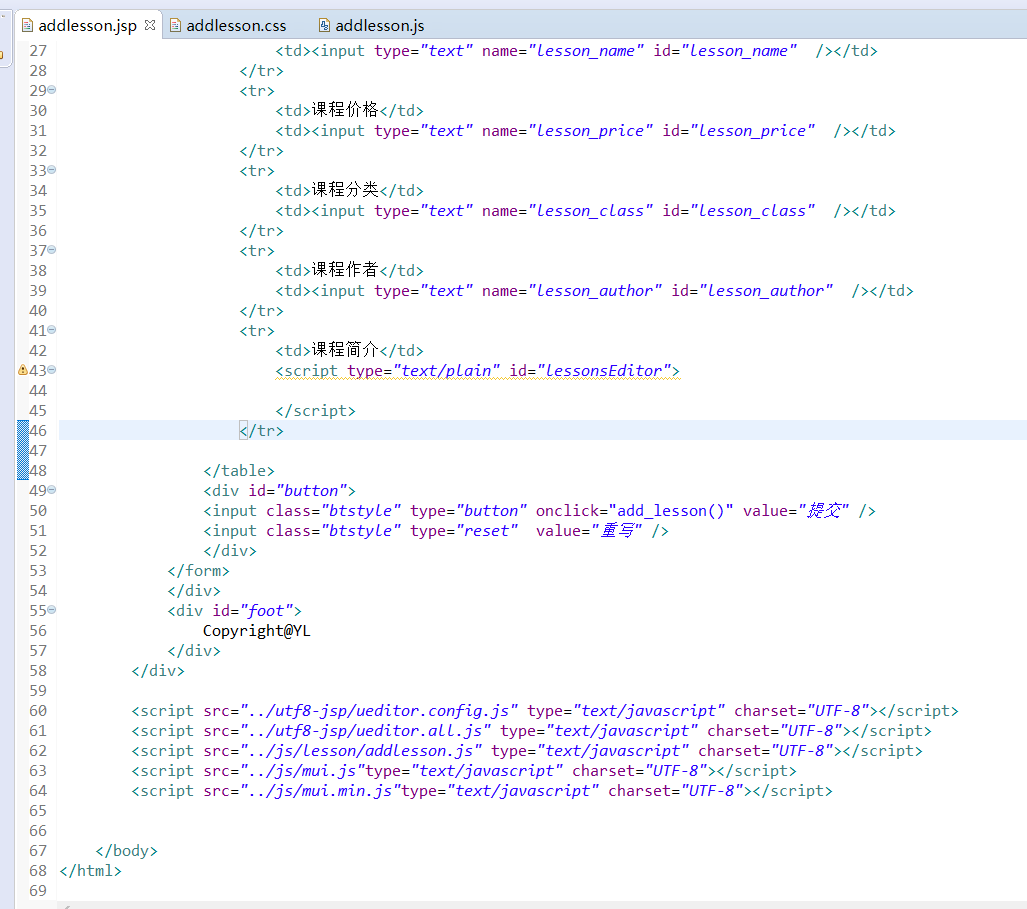 addlesson.jsp addlesson.css addlesson.js
27 <td><input type="text" name="lesson_name" id="lesson_name"  /></td>
28 </tr>
29 <tr>
30 <td>课程价格</td>
31 <td><input type="text" name="lesson_price" id="lesson_price"  /></td>
32 </tr>
33 <tr>
34 <td>课程分类</td>
35 <td><input type="text" name="lesson_class" id="lesson_class"  /></td>
36 </tr>
37 <tr>
38 <td>课程作者</td>
39 <td><input type="text" name="lesson_author" id="lesson_author"  /></td>
40 </tr>
41 <tr>
42 <td>课程简介</td>
43 <script type="text/plain" id="lessonsEditor">
44
45 </script>
46 </tr>
47
48 </table>
49 <div id="button">
50 <input class="btstyle" type="button" onclick="add_lesson()" value="提交" />
51 <input class="btstyle" type="reset"  value="重写" />
52 </div>
53 </form>
54 </div>
55 <div id="foot">
56 Copyright@YL
57 </div>
58 </div>
59
60 <script src="../utf8-jsp/ueditor.config.js" type="text/javascript" charset="UTF-8"></script>
61 <script src="../utf8-jsp/ueditor.all.js" type="text/javascript" charset="UTF-8"></script>
62 <script src="../js/lesson/addlesson.js" type="text/javascript" charset="UTF-8"></script>
63 <script src="../js/mui.js"type="text/javascript" charset="UTF-8"></script>
64 <script src="../js/mui.min.js"type="text/javascript" charset="UTF-8"></script>
65
66
67 </body>
68 </html>
69